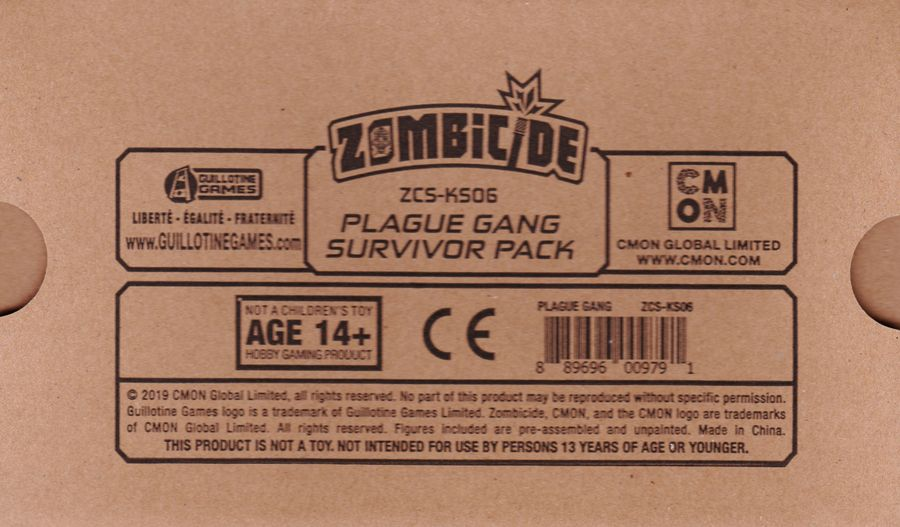 ZOMBICIDE
GUILLOTINE
GAMES
LIBERTÉ - ÉGALITÉ - FRATERNITÉ
www.GUILLOTINEGAMES.com
ZCS-KS06
PLAGUE GANG
SURVIVOR PACK
CMON
CMON GLOBAL LIMITED
WWW.CMON.COM
NOT A CHILDREN'S TOY
AGE 14+
HOBBY GAMING PRODUCT
CE
PLAGUE GANG ZCS-KS06
8 89696 00979 1
© 2019 CMON Global Limited, all rights reserved. No part of this product may be reproduced without specific permission.
Guillotine Games logo is a trademark of Guillotine Games Limited. Zombicide, CMON, and the CMON logo are trademarks
of CMON Global Limited. All rights reserved. Figures included are pre-assembled and unpainted. Made in China.
THIS PRODUCT IS NOT A TOY. NOT INTENDED FOR USE BY PERSONS 13 YEARS OF AGE OR YOUNGER.